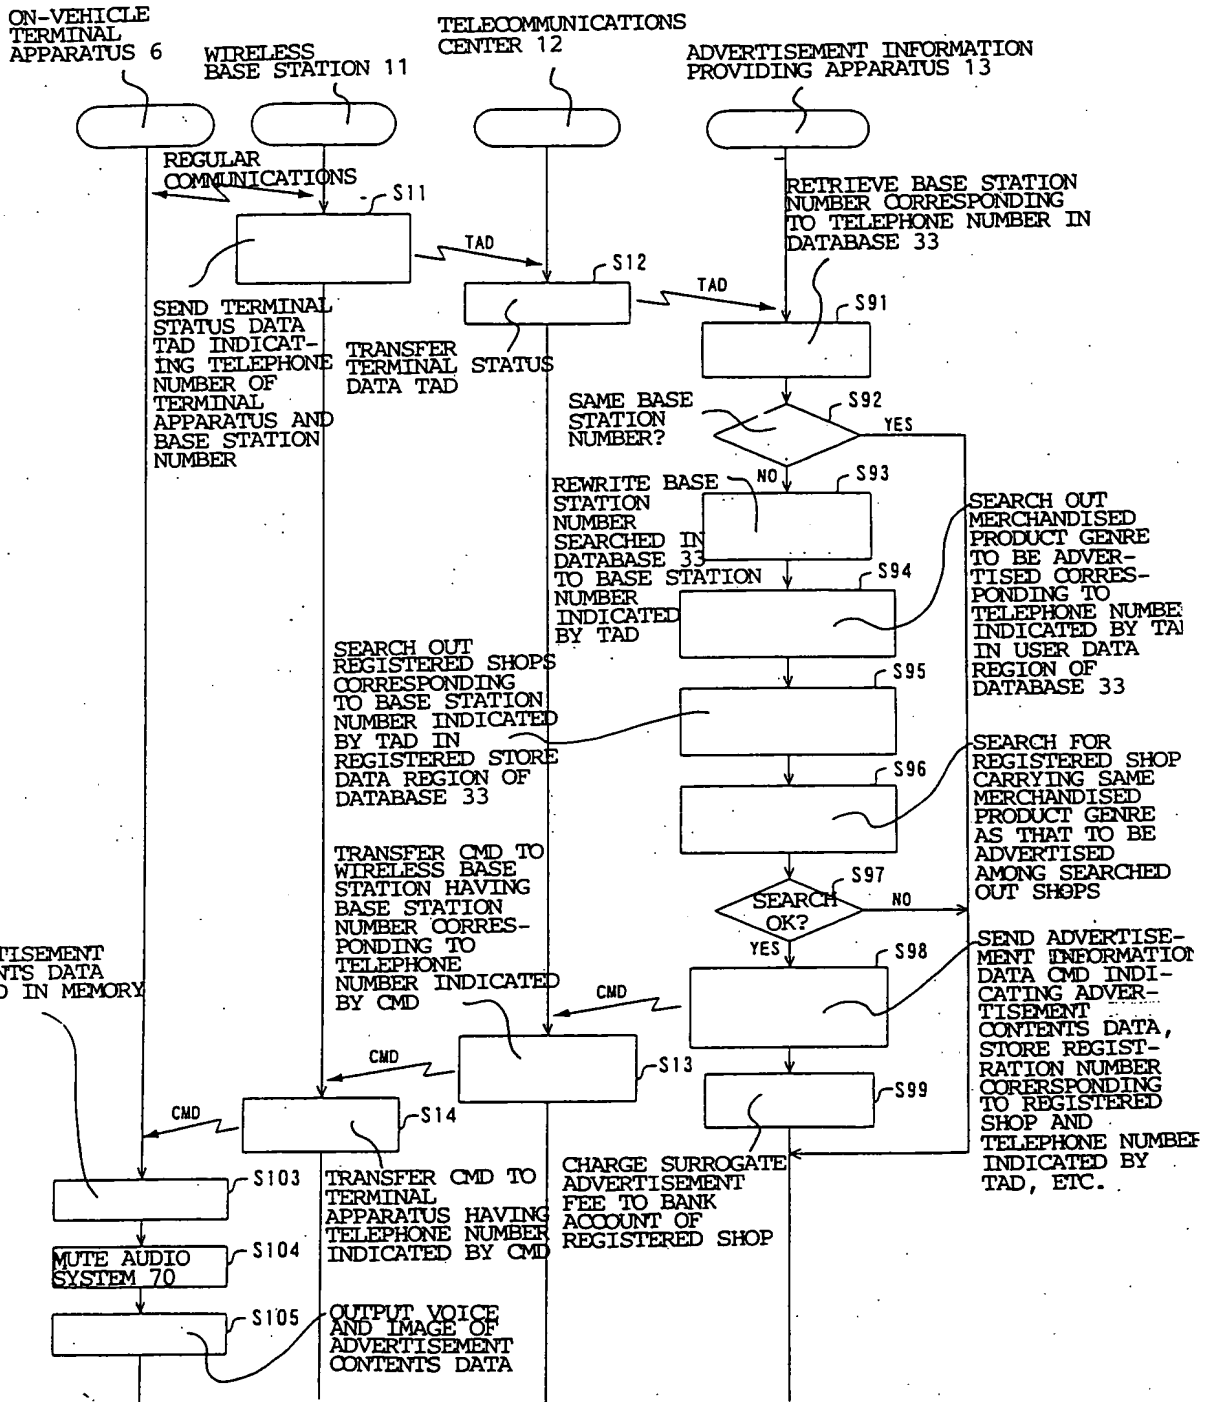 ON-VEHICLE
TERMINAL
APPARATUS 6
WIRELESS
BASE STATION 11
TELECOMMUNICATIONS
CENTER 12
ADVERTISEMENT INFORMATION
PROVIDING APPARATUS 13
REGULAR
COMMUNICATIONS
S11
TAD
S12
TAD
RETRIEVE BASE STATION
NUMBER CORRESPONDING
TO TELEPHONE NUMBER IN
DATABASE 33
S91
SEND TERMINAL
STATUS DATA
TAD INDICAT-
ING TELEPHONE
NUMBER OF
TERMINAL
APPARATUS AND
BASE STATION
NUMBER
TRANSFER
TERMINAL STATUS
DATA TAD
SAME BASE
STATION
NUMBER?
S92
YES
NO
S93
REWRITE BASE
STATION
NUMBER
SEARCHED IN
DATABASE 33
TO BASE STATION
NUMBER
INDICATED
BY TAD
S94
SEARCH OUT
MERCHANDISED
PRODUCT GENRE
TO BE ADVER-
TISED CORRES-
PONDING TO
TELEPHONE NUMBE
INDICATED BY TA
IN USER DATA
REGION OF
DATABASE 33
SEARCH OUT
REGISTERED SHOPS
CORRESPONDING
TO BASE STATION
NUMBER INDICATED
BY TAD IN
REGISTERED STORE
DATA REGION OF
DATABASE 33
S95
S96
SEARCH FOR
REGISTERED SHOP
CARRYING SAME
MERCHANDISED
PRODUCT GENRE
AS THAT TO BE
ADVERTISED
AMONG SEARCHED
OUT SHOPS
TRANSFER CMD TO
WIRELESS BASE
STATION HAVING
BASE STATION
NUMBER CORRES-
PONDING TO
TELEPHONE
NUMBER INDICATED
BY CMD
S97
SEARCH
OK?
NO
YES
S98
SEND ADVERTISE-
MENT INFORMATION
DATA CMD INDI-
CATING ADVER-
TISEMENT
CONTENTS DATA,
STORE REGIST-
RATION NUMBER
CORERSPONDING
TO REGISTERED
SHOP AND
TELEPHONE NUMBER
INDICATED BY
TAD, ETC.
TISEMENT
NTS DATA
D IN MEMORY
CMD
S13
CMD
S99
S14
CMD
CHARGE SURROGATE
ADVERTISEMENT
FEE TO BANK
ACCOUNT OF
REGISTERED SHOP
TRANSFER CMD TO
TERMINAL
APPARATUS HAVING
TELEPHONE NUMBER
INDICATED BY CMD
S103
MUTE AUDIO
SYSTEM 70
S104
S105
OUTPUT VOICE
AND IMAGE OF
ADVERTISEMENT
CONTENTS DATA